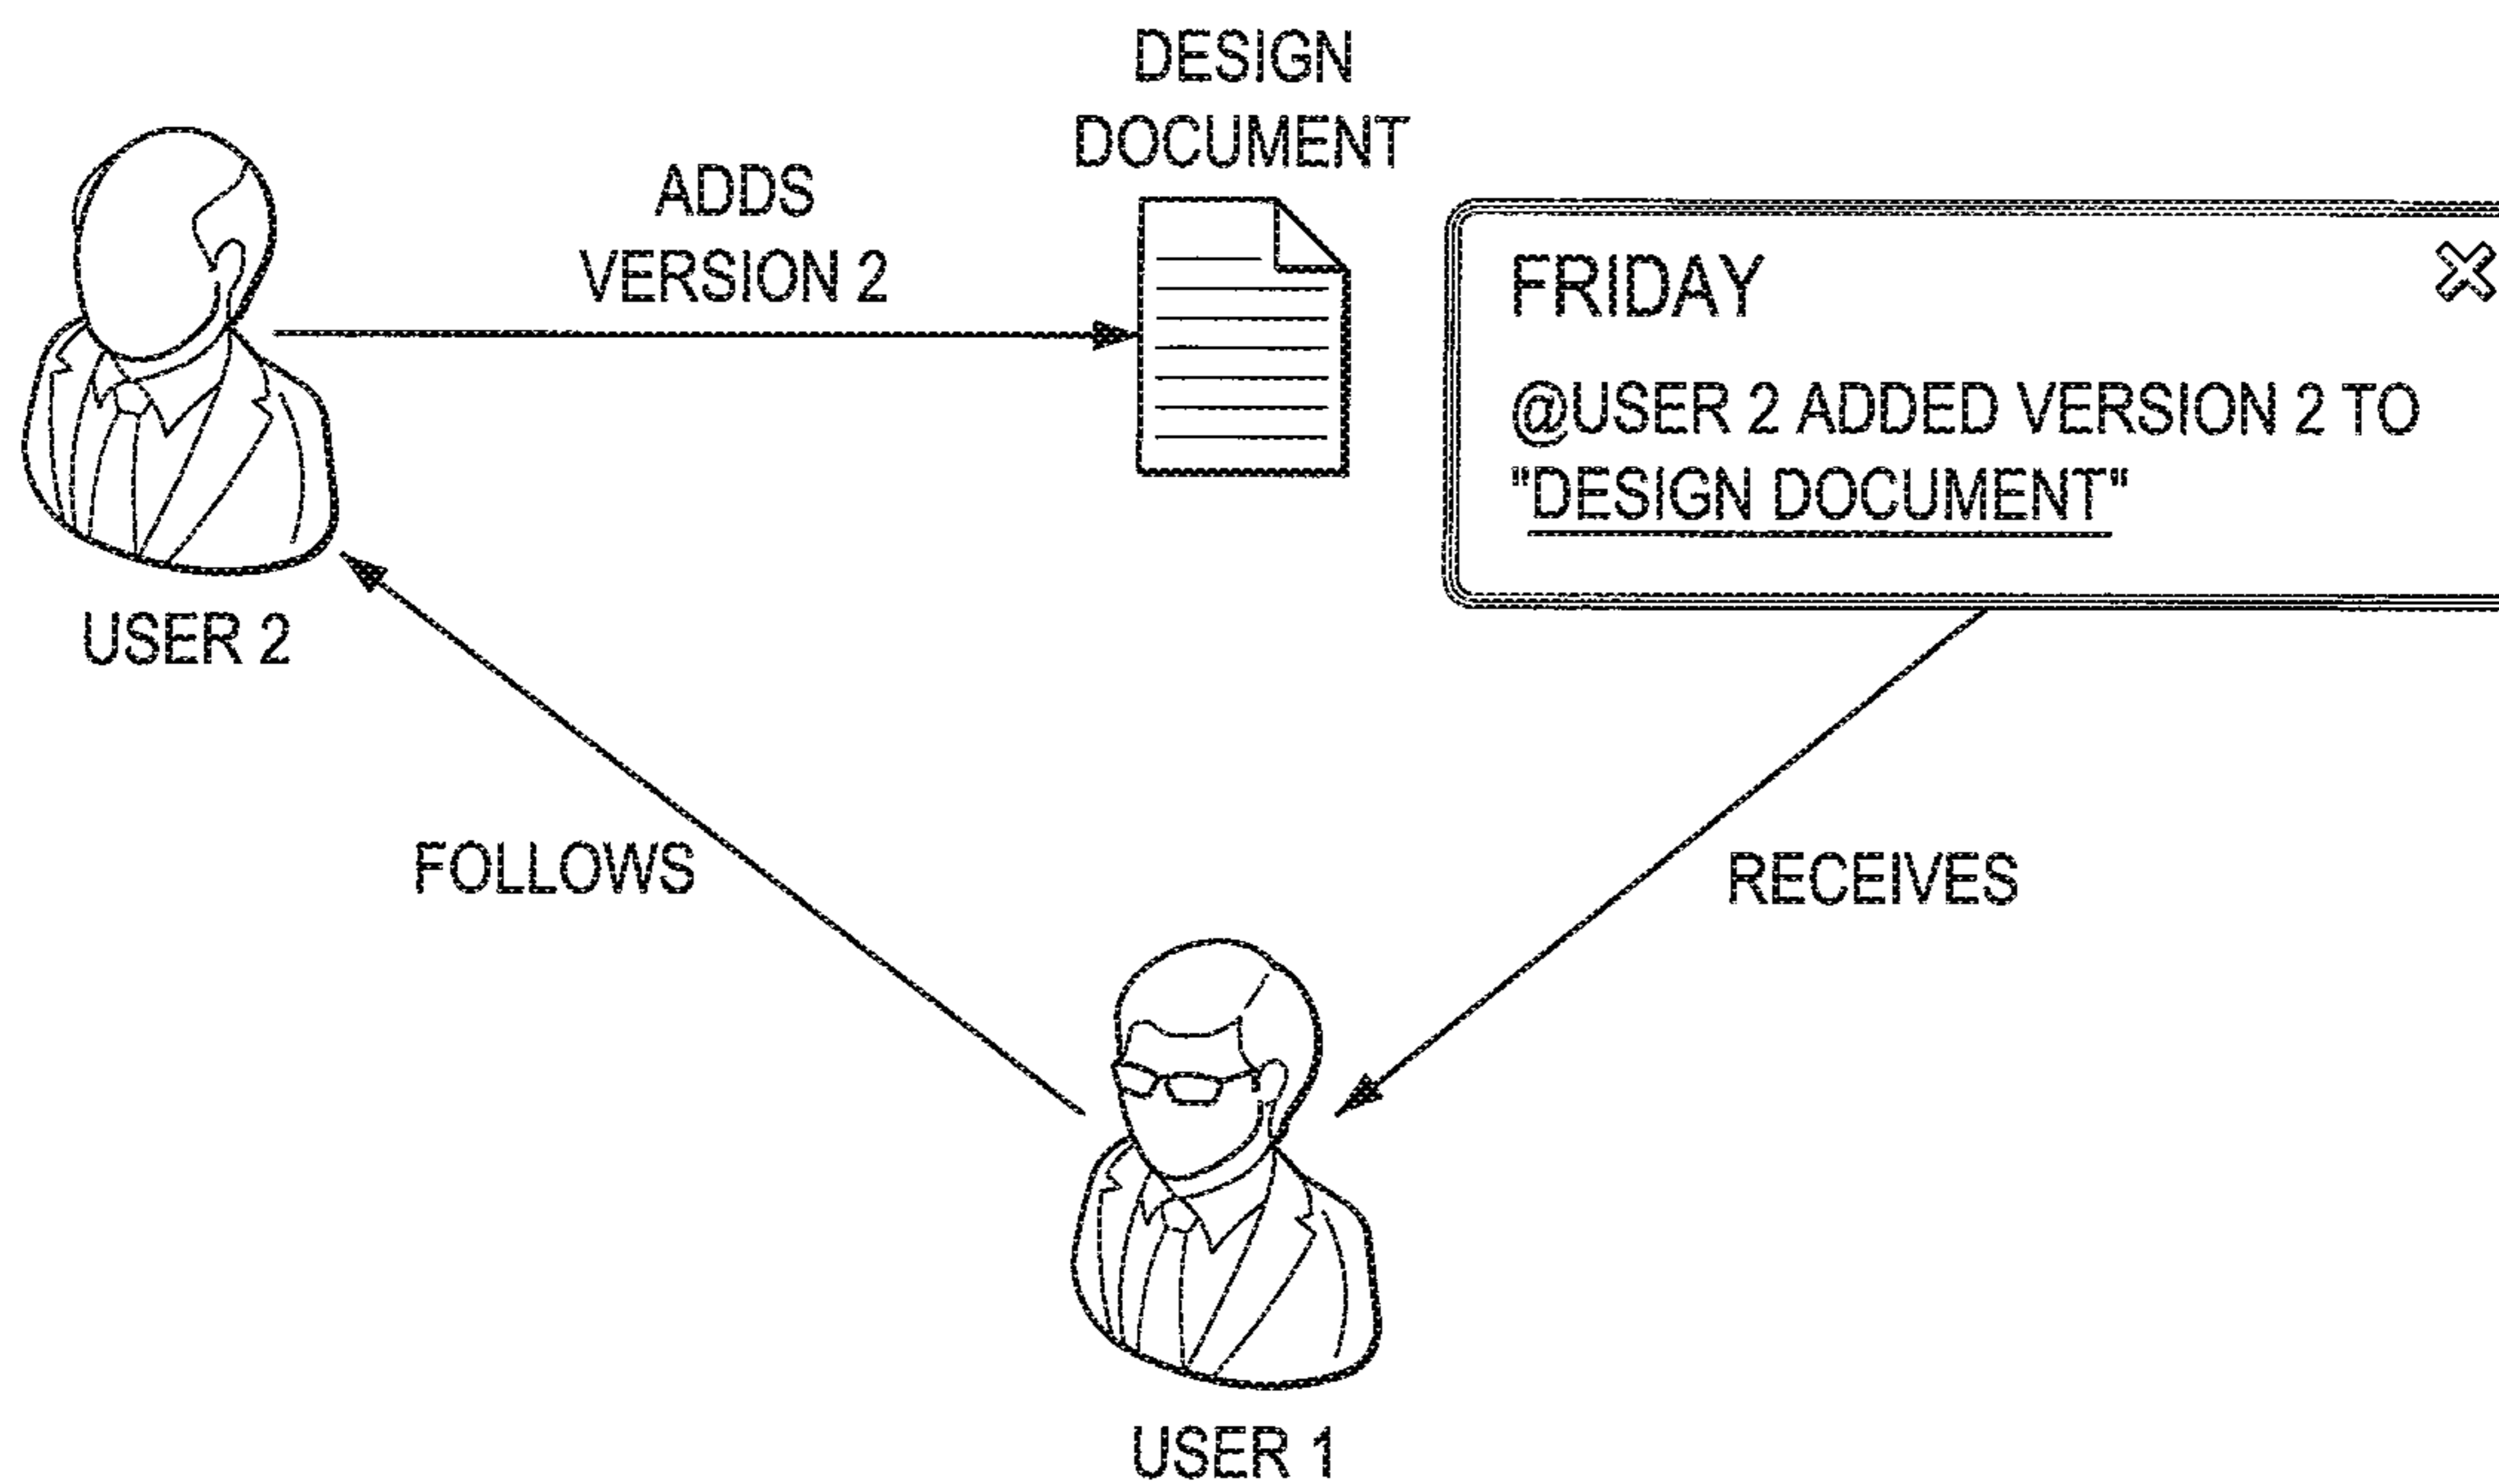 DESIGN
DOCUMENT
ADDS
VERSION 2
FRIDAY
@USER 2 ADDED VERSION 2 TO
"DESIGN DOCUMENT"
USER 2
FOLLOWS
RECEIVES
USER 1